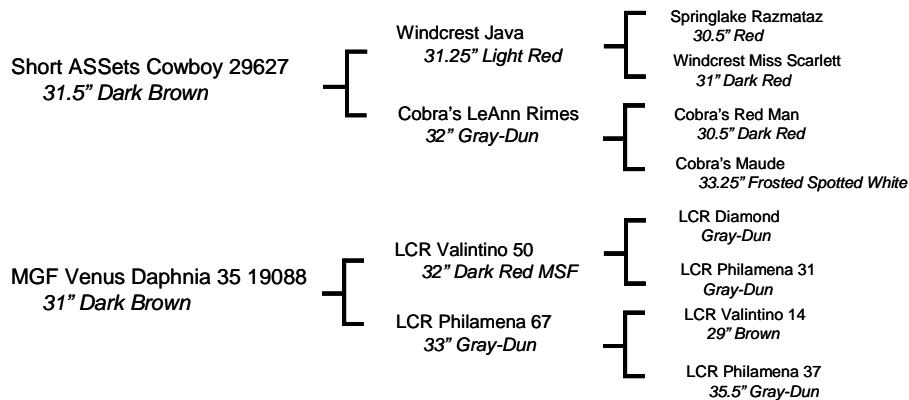 Short ASSets Cowboy 29627
31.5” Dark Brown
Windcrest Java
31.25” Light Red
Springlake Razmataz
30.5” Red
Windcrest Miss Scarlett
31” Dark Red
Cobra’s LeAnn Rimes
32” Gray-Dun
Cobra’s Red Man
30.5” Dark Red
Cobra’s Maude
33.25” Frosted Spotted White
MGF Venus Daphnia 35 19088
31” Dark Brown
LCR Valintino 50
32” Dark Red MSF
LCR Diamond
Gray-Dun
LCR Philamena 31
Gray-Dun
LCR Philamena 67
33” Gray-Dun
LCR Valintino 14
29” Brown
LCR Philamena 37
35.5” Gray-Dun